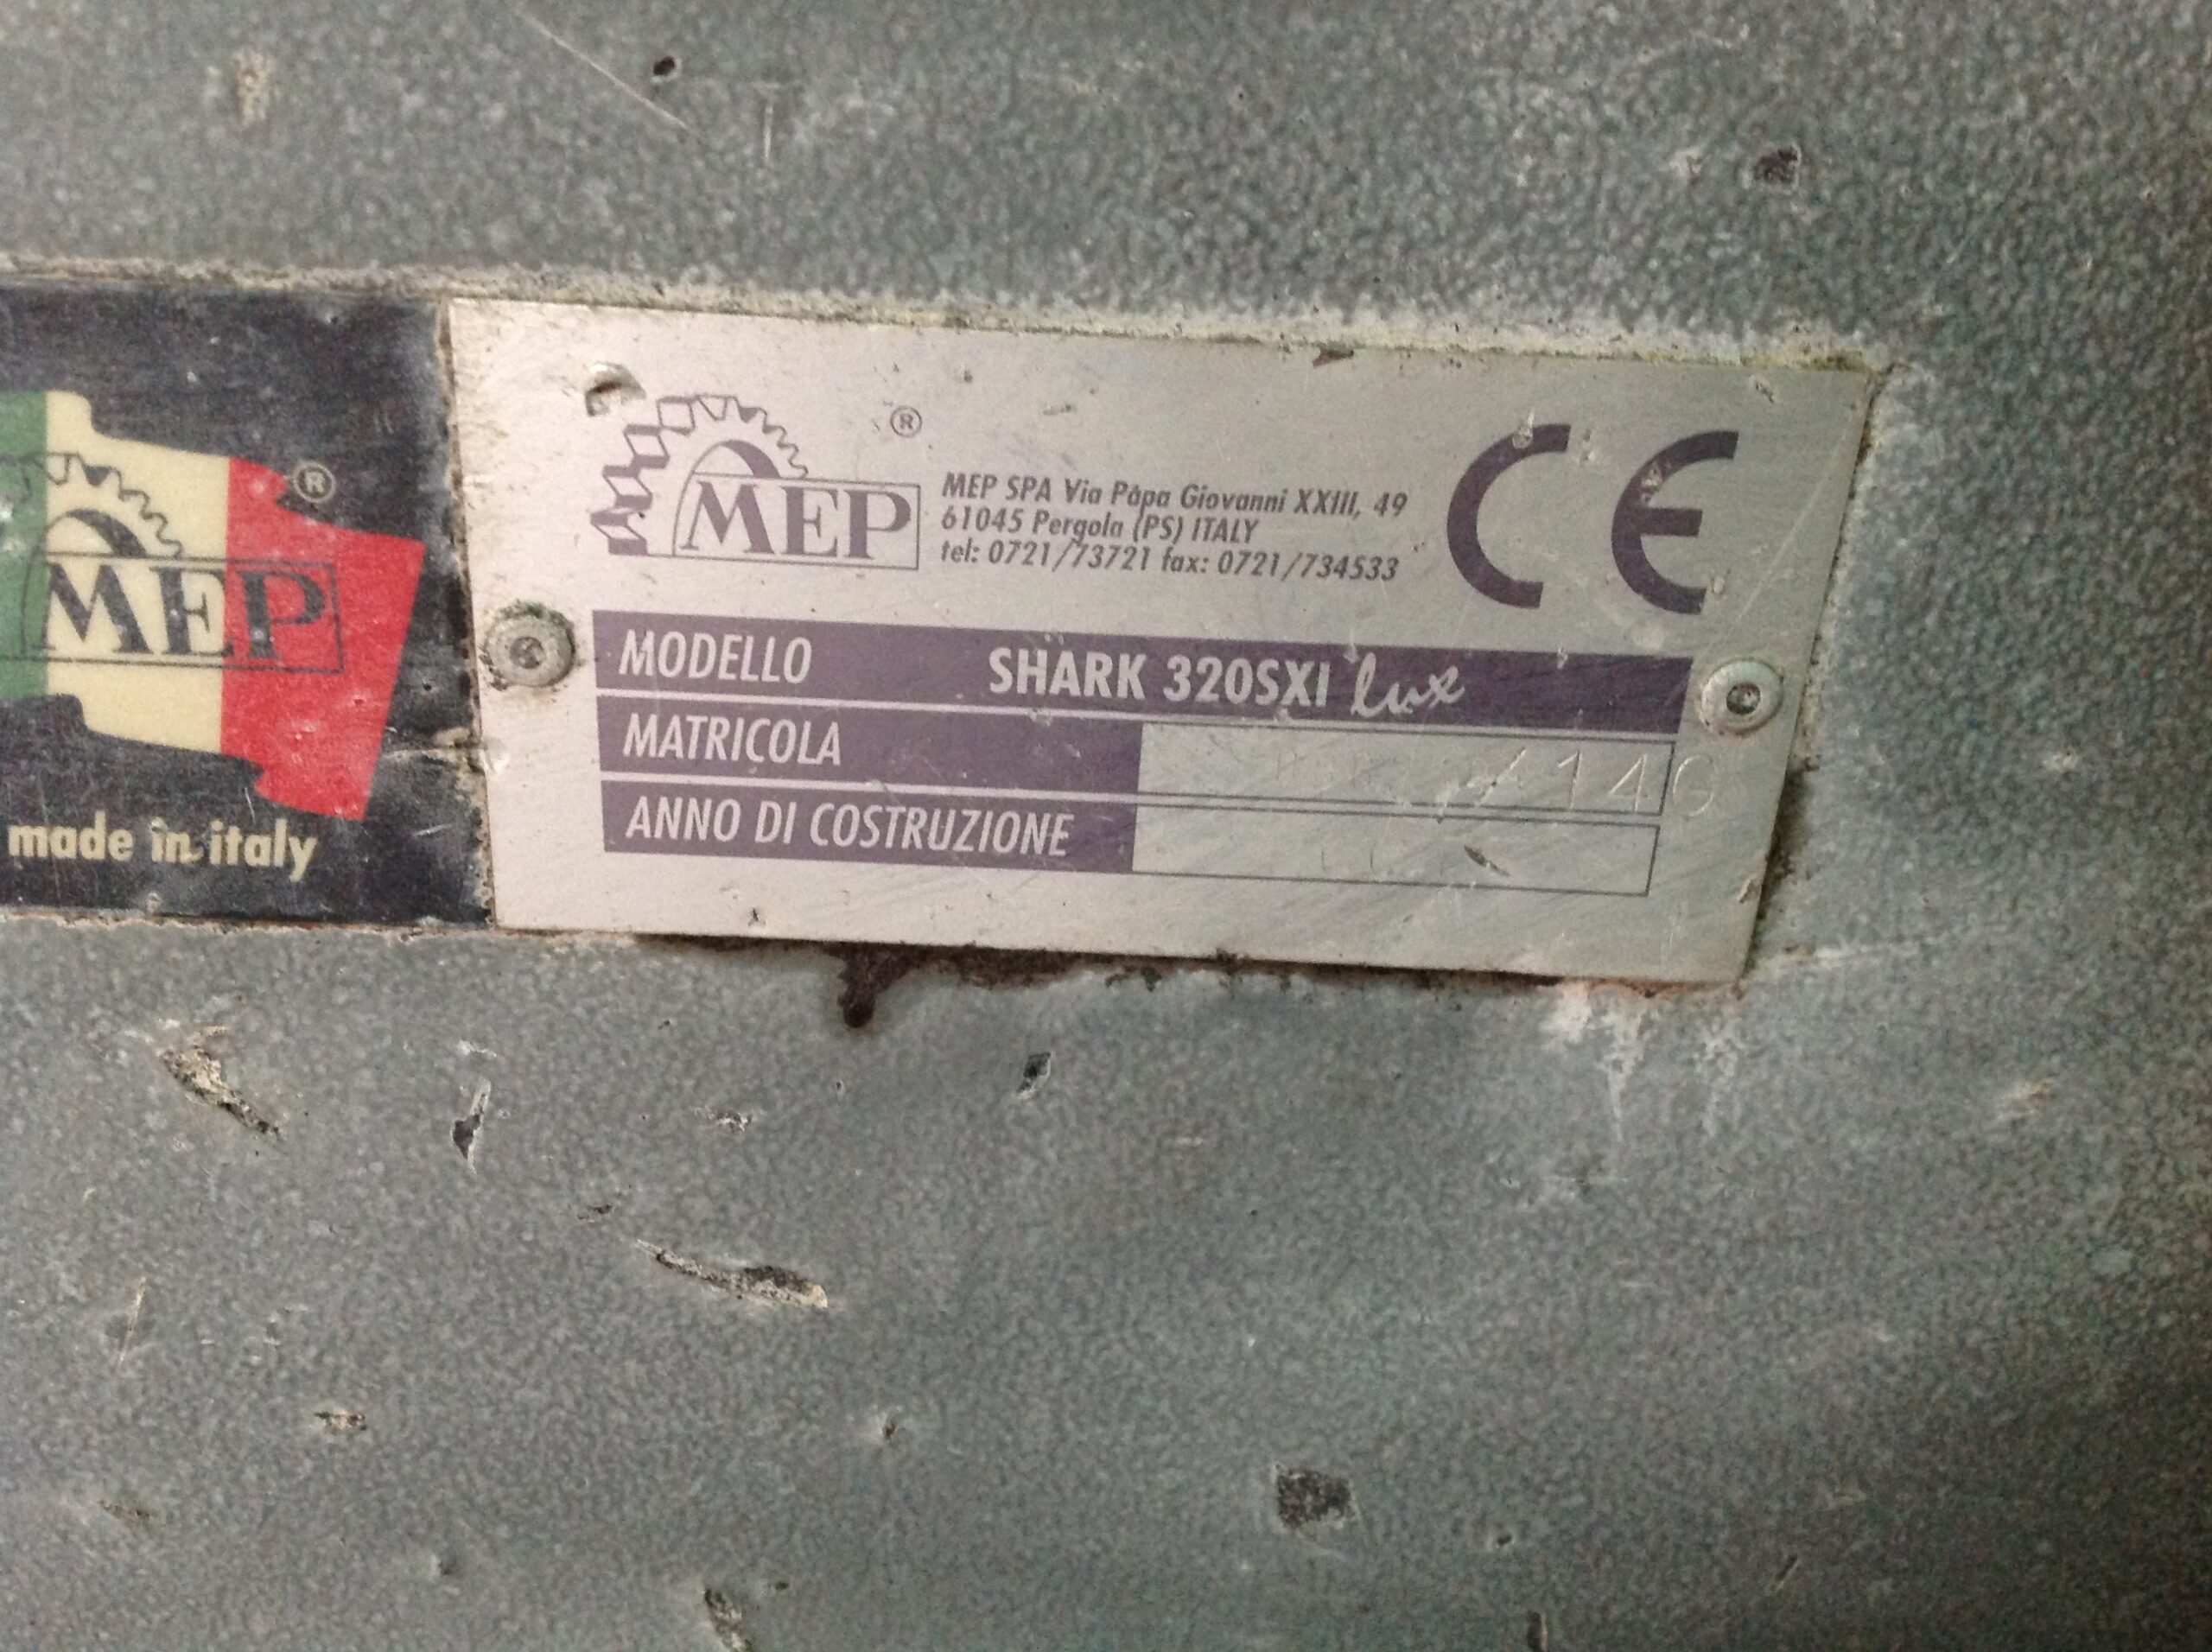 MEP ®
made in italy
MEP ®
MEP SPA Via Papa Giovanni XXIII, 49
61045 Pergola (PS) ITALY
tel: 0721/73721 fax: 0721/734533
CE
MODELLO SHARK 320SXI lux
MATRICOLA
ANNO DI COSTRUZIONE